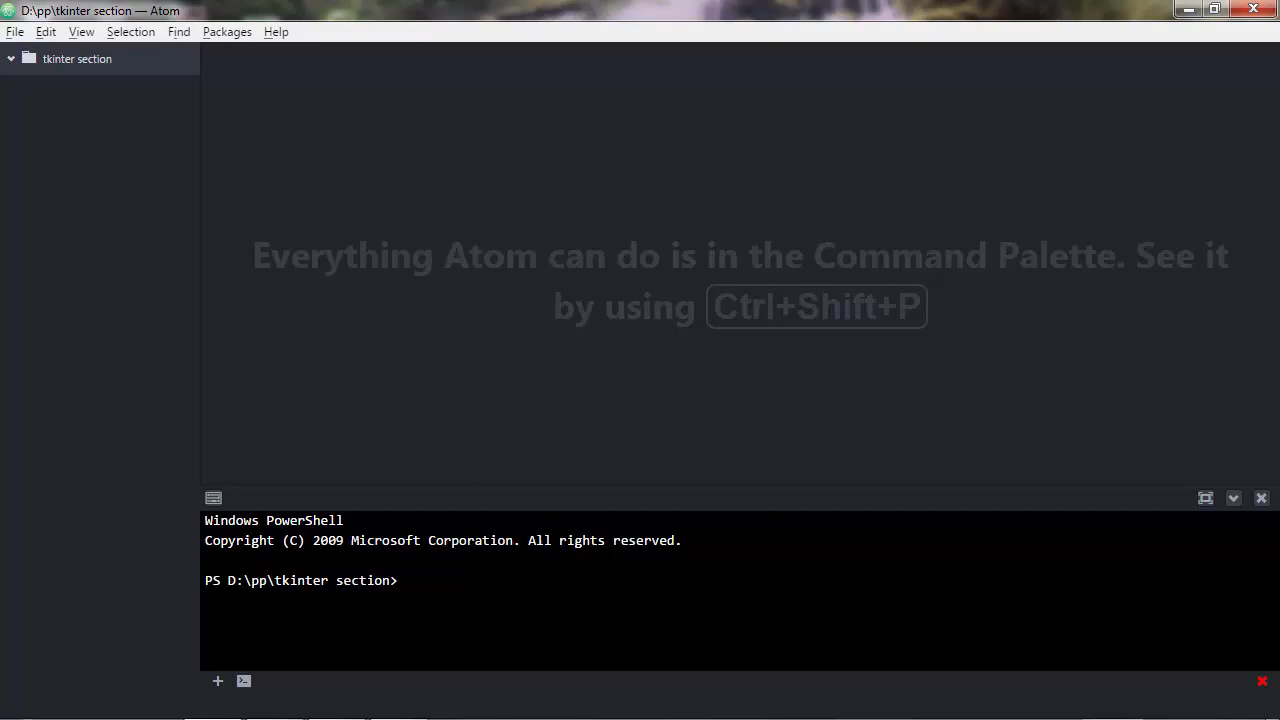 D:\pp\tkinter section — Atom
File Edit View Selection Find Packages Help
tkinter section
Everything Atom can do is in the Command Palette. See it
by using Ctrl+Shift+P
Windows PowerShell
Copyright (C) 2009 Microsoft Corporation. All rights reserved.
PS D:\pp\tkinter section>